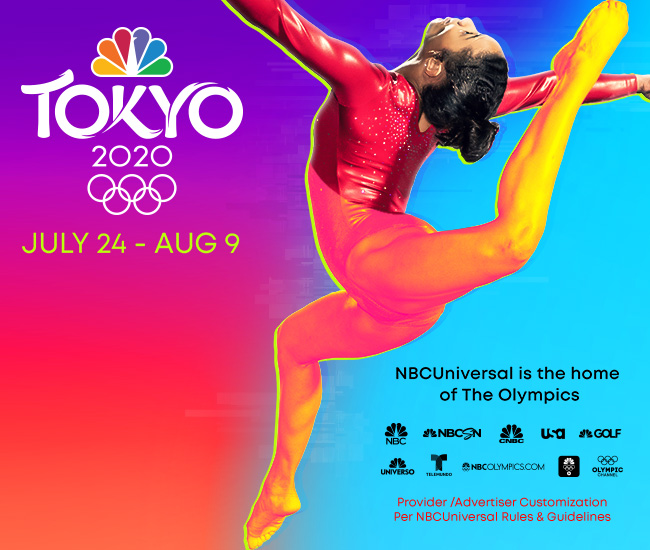 TOKYO
2020
JULY 24 - AUG 9
NBCUniversal is the home
of The Olympics
NBC NBCSN CNBC USA GOLF
UNIVERSO TELEMUNDO NBCOLYMPICS.COM OLYMPIC CHANNEL
Provider /Advertiser Customization
Per NBCUniversal Rules & Guidelines